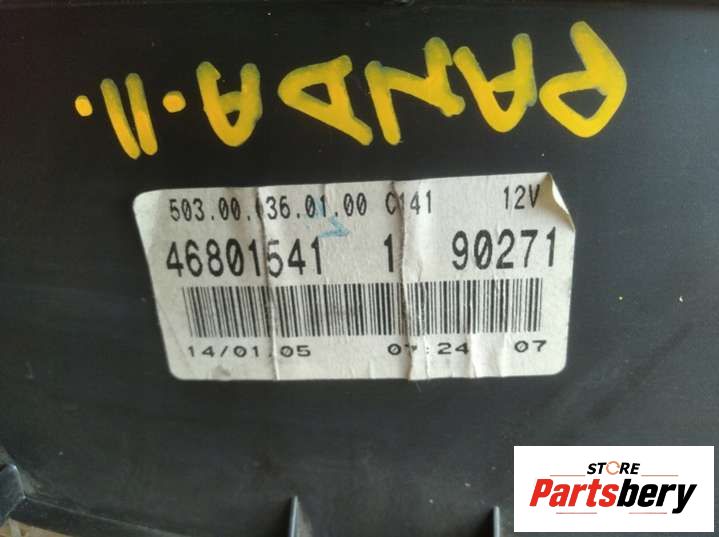 PANDA .11.
503.00.036.01.00 C141 12V
46801541 1 90271
14/01/05 07:24 07
STORE
Partsbery